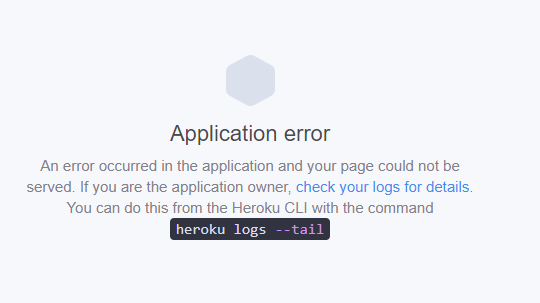 Application error
An error occurred in the application and your page could not be
served. If you are the application owner, check your logs for details.
You can do this from the Heroku CLI with the command
heroku logs --tail